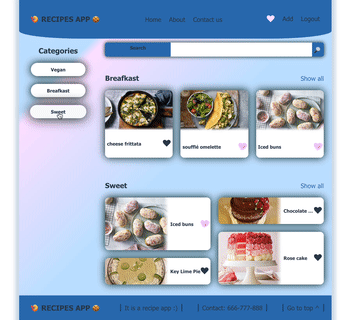 RECIPES APP
Home About Contact us
Add Logout
Categories
Vegan
Breakfast
Sweet
Search
Breafkast
Show all
cheese frittata
soufflé omelette
Iced buns
Sweet
Show all
Iced buns
Chocolate ...
Key Lime Pie
Rose cake
RECIPES APP
| It is a recipe app :) |
| Contact: 666-777-888 |
| Go to top ^ |